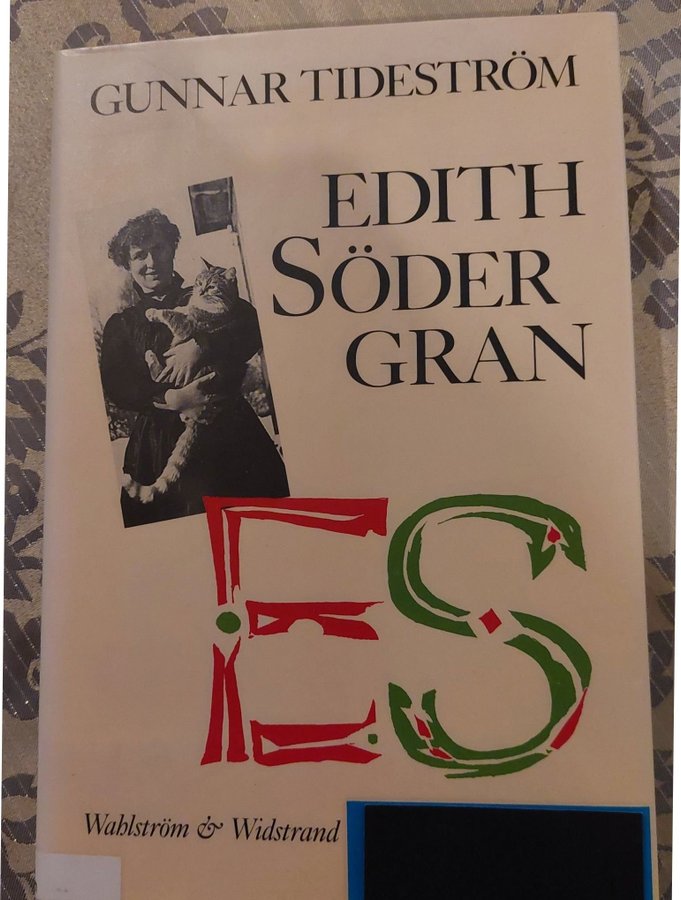 GUNNAR TIDESTRÖM
EDITH
SÖDER
GRAN
ES
Wahlström & Widstrand